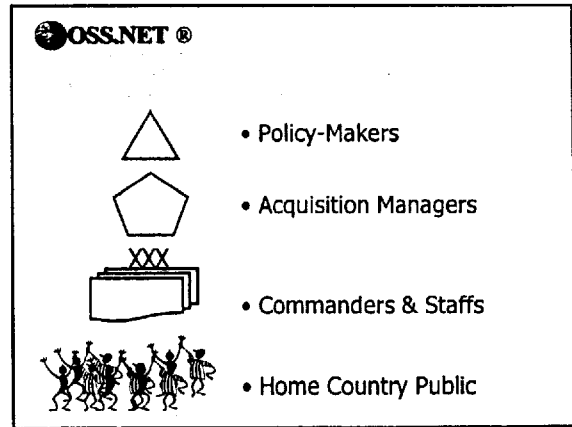 OSS.NET ®
• Policy-Makers
• Acquisition Managers
XXX
• Commanders & Staffs
• Home Country Public